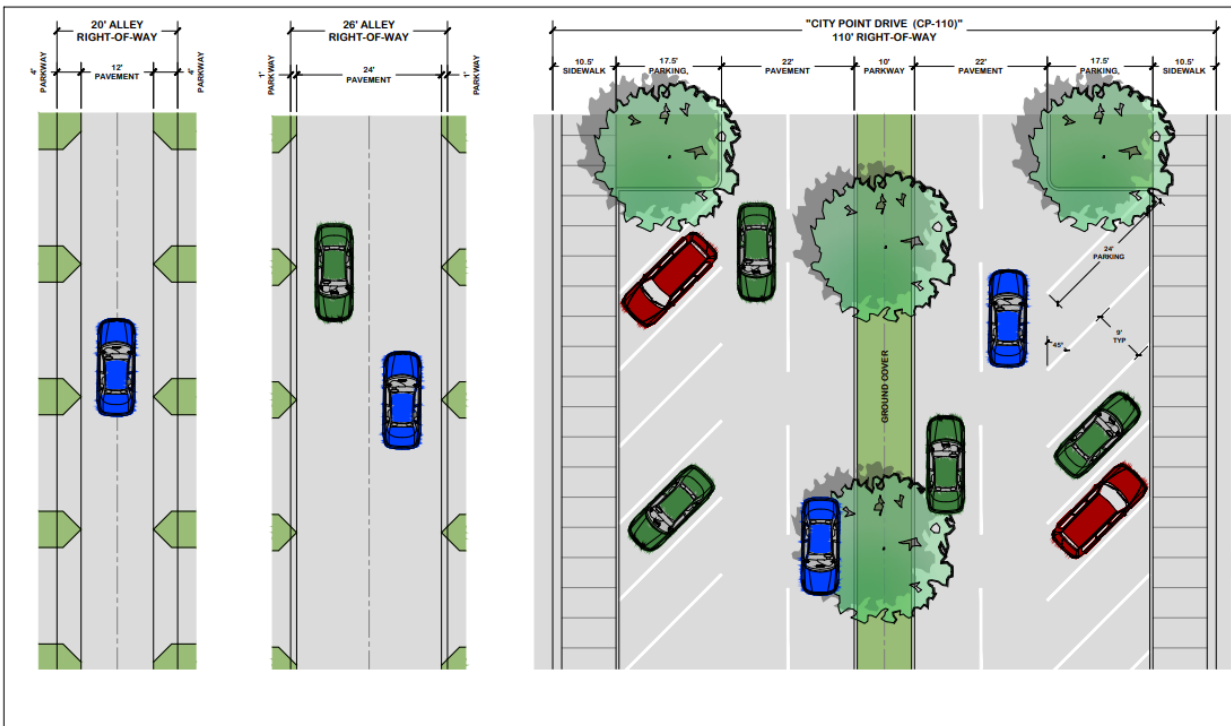 20' ALLEY
RIGHT-OF-WAY
4'
PARKWAY
12'
PAVEMENT
4'
PARKWAY
26' ALLEY
RIGHT-OF-WAY
1'
PARKWAY
24'
PAVEMENT
1'
PARKWAY
"CITY POINT DRIVE (CP-110)"
110' RIGHT-OF-WAY
10.5'
SIDEWALK
17.5'
PARKING,
22'
PAVEMENT
10'
PARKWAY
22'
PAVEMENT
17.5'
PARKING,
10.5'
SIDEWALK
24'
PARKING
9'
TYP
45°
GROUND COVER